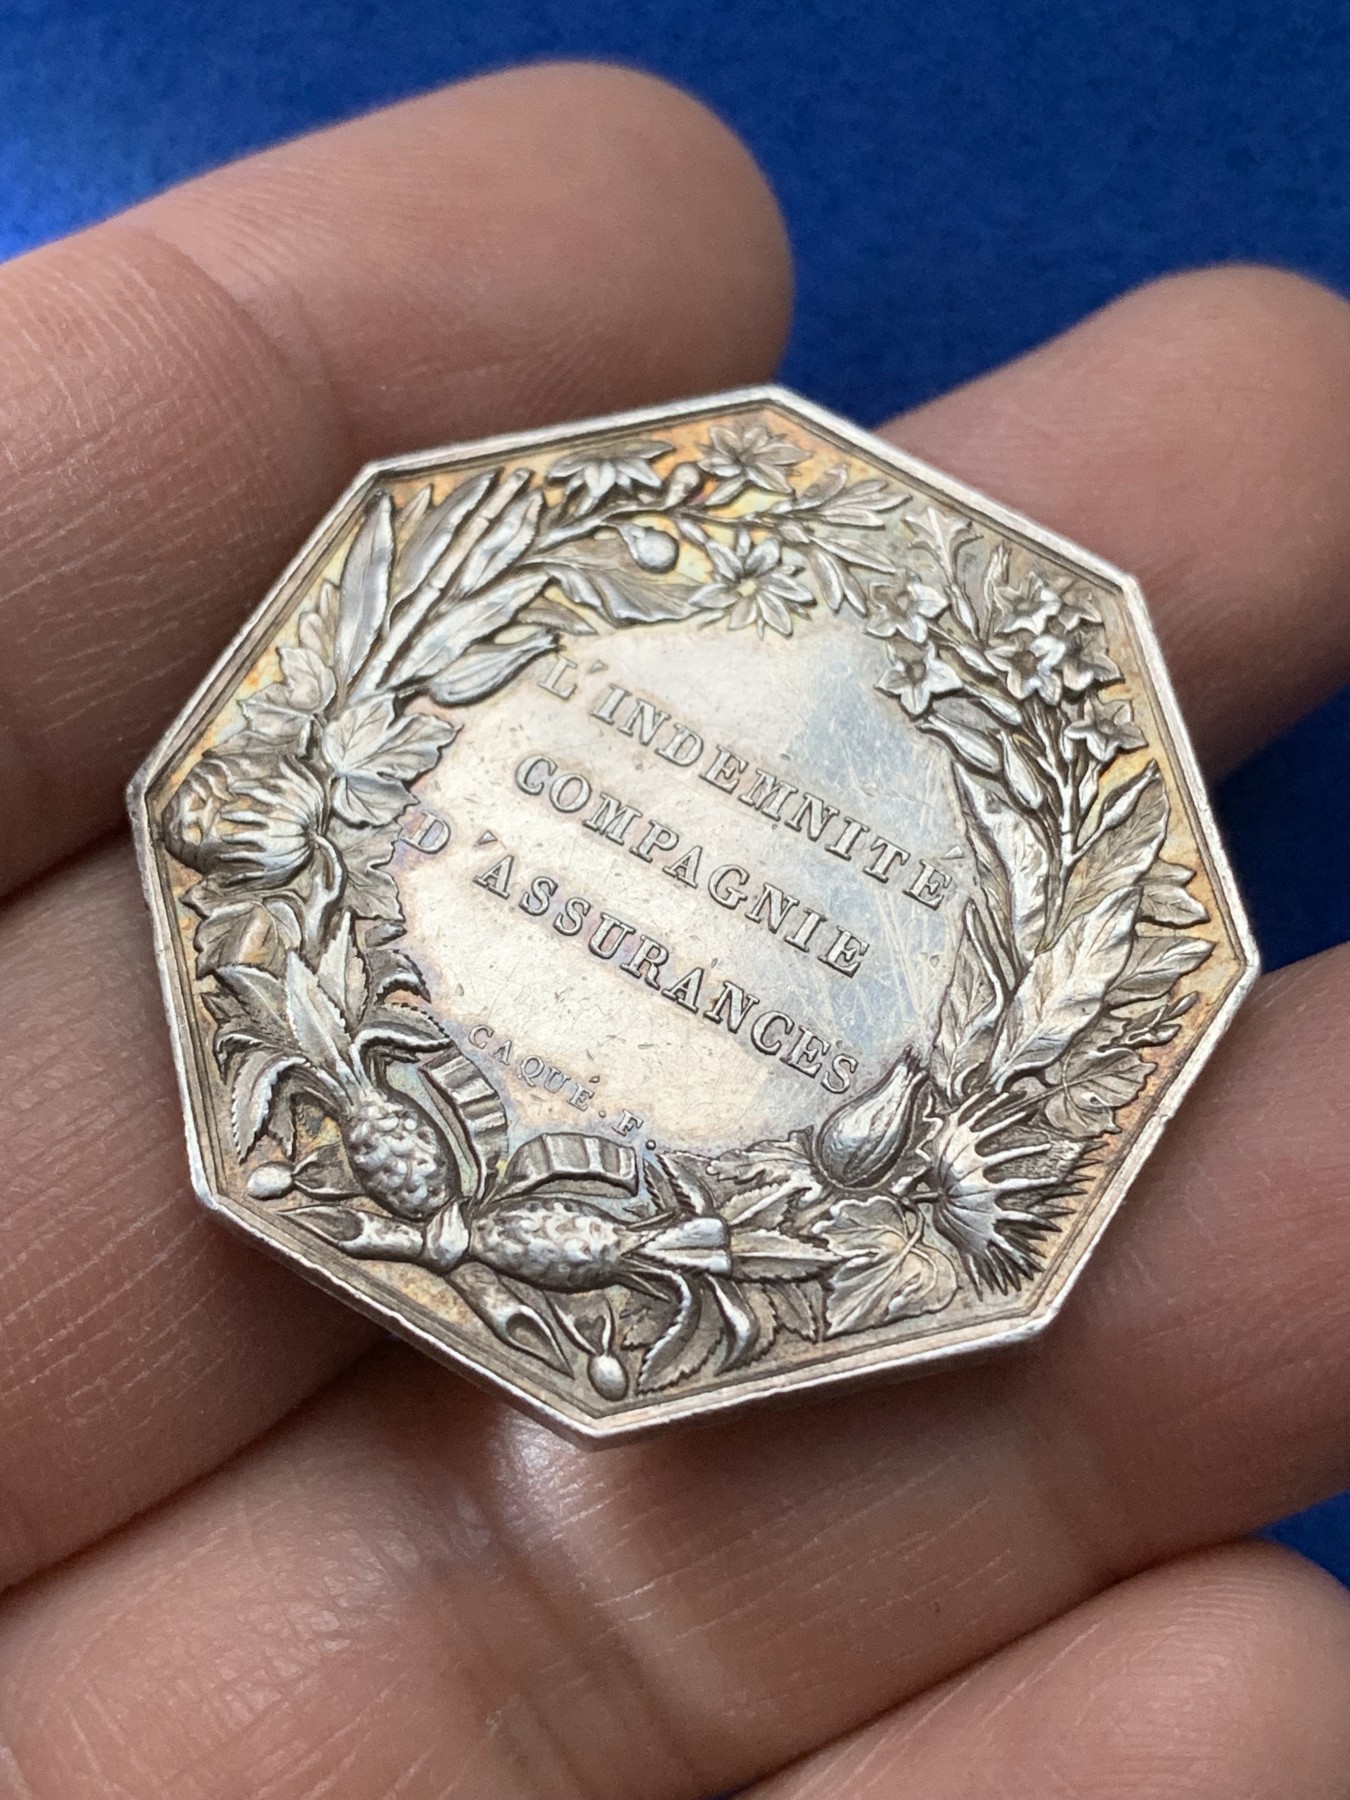 L'INDEMNITÉ
COMPAGNIE
D'ASSURANCES
CAQUÉ.F.